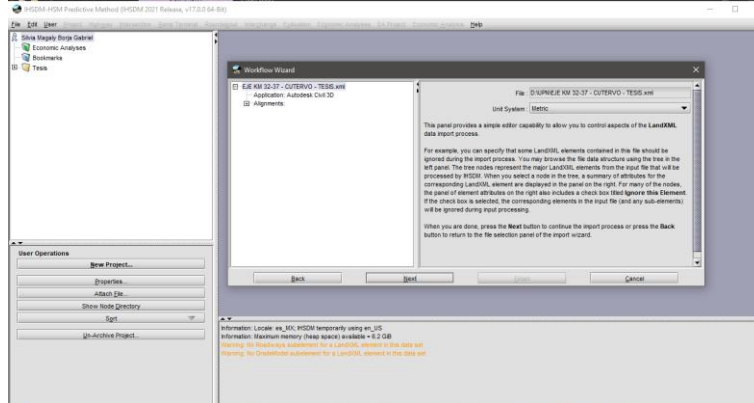 IHSDM-HSM Predictive Method (IHSDM 2021 Release, v17.0.0 64-Bit)
File Edit User Project Highway Intersection Ramp Terminal Roundabout Interchange Evaluation Economic Analyses Help
Silvia Magaly Borja Gabriel
Economic Analyses
Bookmarks
Tesis
Workflow Wizard
EJE KM 32-37 - CUTERVO - TESIS.xml
Application: Autodesk Civil 3D
Alignments:
File: D:\UPN\EJE KM 32-37 - CUTERVO - TESIS.xml
Unit System: Metric
This panel provides a simple editor capability to allow you to control aspects of the LandXML
data import process.
For example, you can specify that some LandXML elements contained in this file should be
ignored during the import process. You may browse the file data structure using the tree in the
left panel. The tree nodes represent the major LandXML elements from the input file that will be
processed by IHSDM. When you select a node in the tree, a summary of attributes for the
corresponding LandXML element are displayed in the panel on the right. For many of the nodes,
the panel of element attributes on the right also includes a check box titled Ignore this Element.
If the check box is selected, the corresponding elements in the input file (and any sub-elements)
will be ignored during input processing.
When you are done, press the Next button to continue the import process or press the Back
button to return to the file selection panel of the import wizard.
Back Next Cancel
User Operations
New Project...
Properties...
Attach File...
Show Node Directory
Sort
Un-Archive Project...
Information: Locale: es_MX; IHSDM temporarily using en_US
Information: Maximum memory (heap space) available = 6.2 GiB
Warning: No Roadways subelement for a LandXML element in this data set
Warning: No GradeModel subelement for a LandXML element in this data set